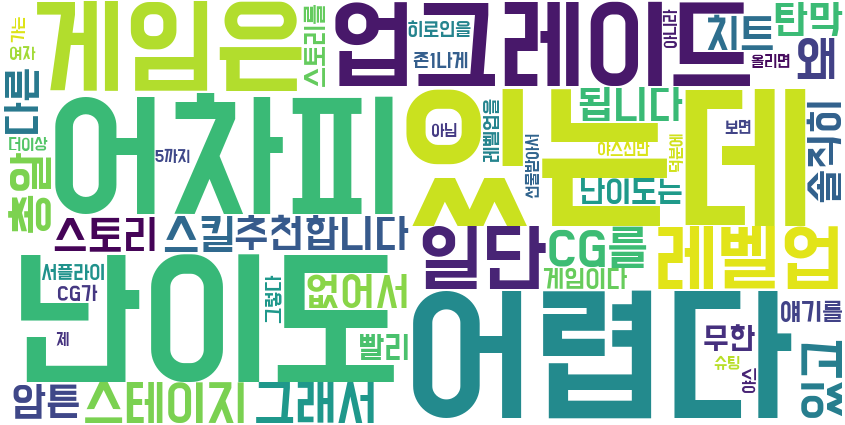 가는
여자
게임은
스토리를
업그레이드
히로인을
존1나게
아니라
치트
올리면
탄막
왜
다른
더이상
총알
어차피
5까지
있는데
아님
레벨업을
선물받아서
됩니다
야스신만
덕분에
보면
난이도는
솔직히
스토리
스킬
추천합니다
일단
CG를
레벨업
게임이다
서플라이
CG가
제
난이도
그렇다
없어서
빨리
어렵다
얘기를
무한
슈팅
야신
있고
암튼
스테이지
그래서